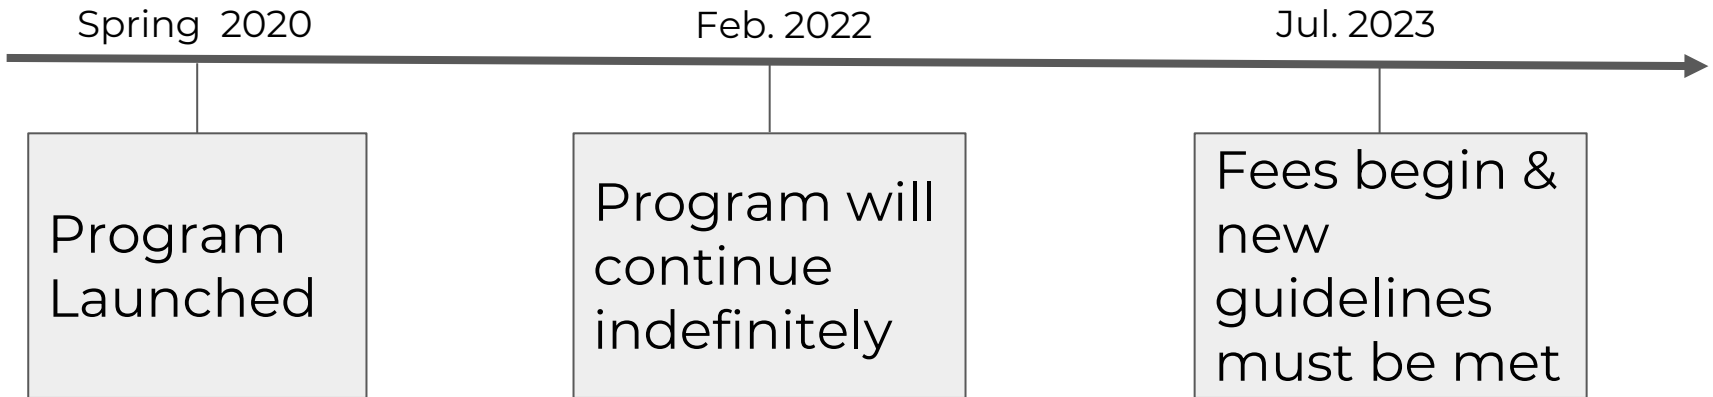 Spring 2020
Feb. 2022
Jul. 2023
Program
Launched
Program will
continue
indefinitely
Fees begin &
new
guidelines
must be met